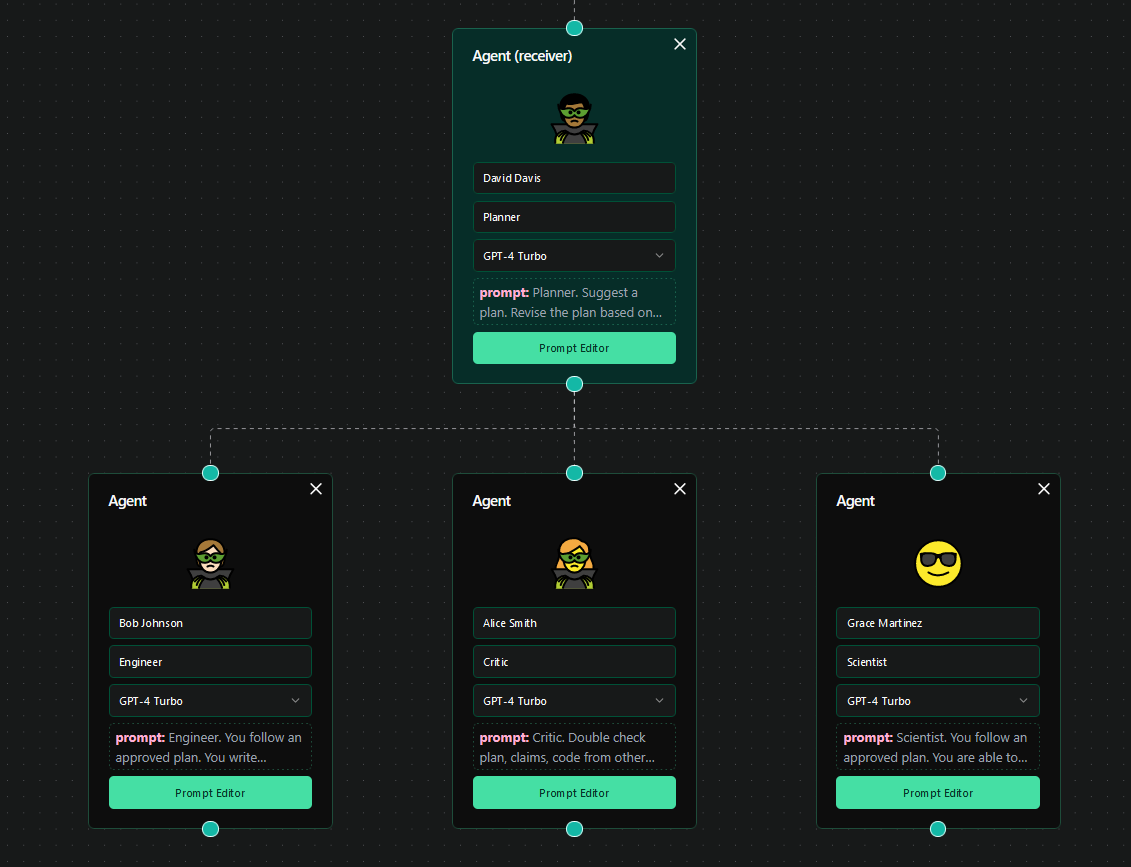 Agent (receiver)
David Davis
Planner
GPT-4 Turbo
prompt: Planner. Suggest a
plan. Revise the plan based on...
Prompt Editor
Agent
Bob Johnson
Engineer
GPT-4 Turbo
prompt: Engineer. You follow an
approved plan. You write...
Prompt Editor
Agent
Alice Smith
Critic
GPT-4 Turbo
prompt: Critic. Double check
plan, claims, code from other...
Prompt Editor
Agent
Grace Martinez
Scientist
GPT-4 Turbo
prompt: Scientist. You follow an
approved plan. You are able to...
Prompt Editor